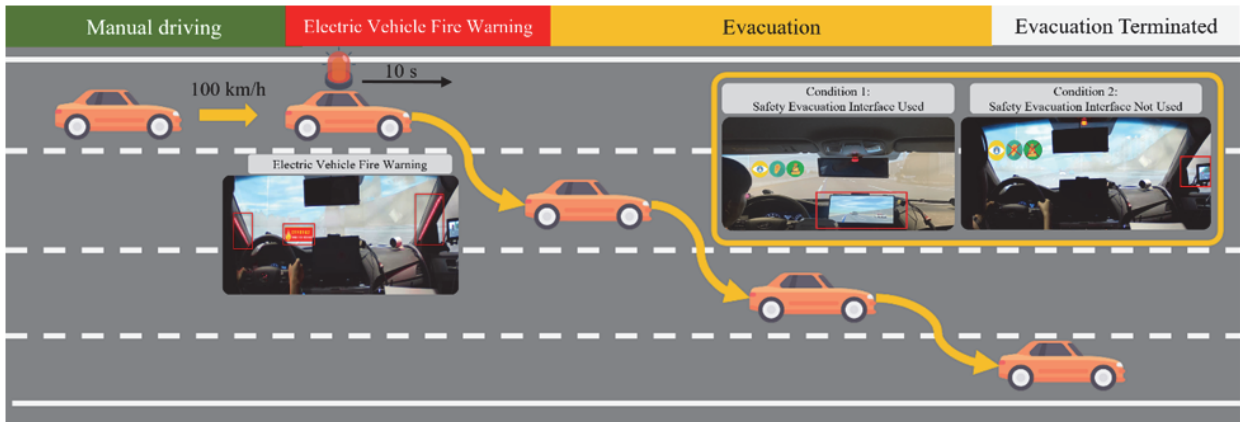 Manual driving
Electric Vehicle Fire Warning
Evacuation
Evacuation Terminated
100 km/h
10 s
Electric Vehicle Fire Warning
Condition 1:
Safety Evacuation Interface Used
Condition 2:
Safety Evacuation Interface Not Used